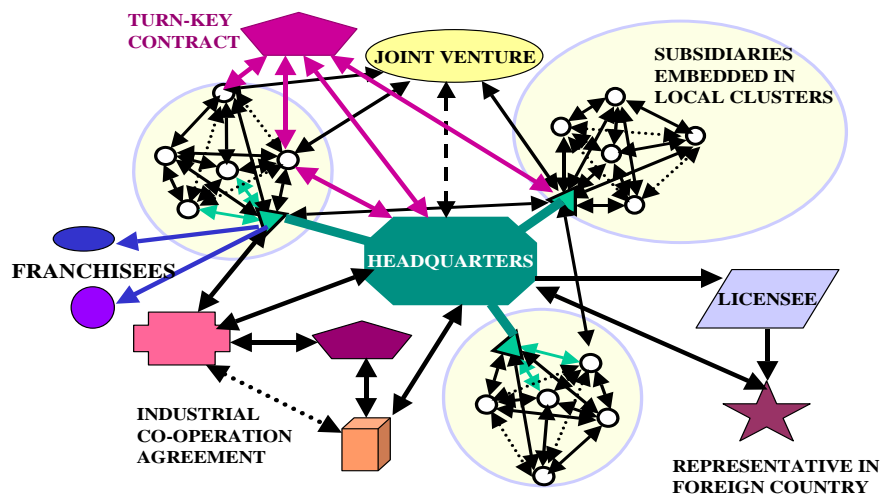 TURN-KEY
CONTRACT
JOINT VENTURE
SUBSIDIARIES
EMBEDDED IN
LOCAL CLUSTERS
HEADQUARTERS
FRANCHISEES
LICENSEE
INDUSTRIAL
CO-OPERATION
AGREEMENT
REPRESENTATIVE IN
FOREIGN COUNTRY